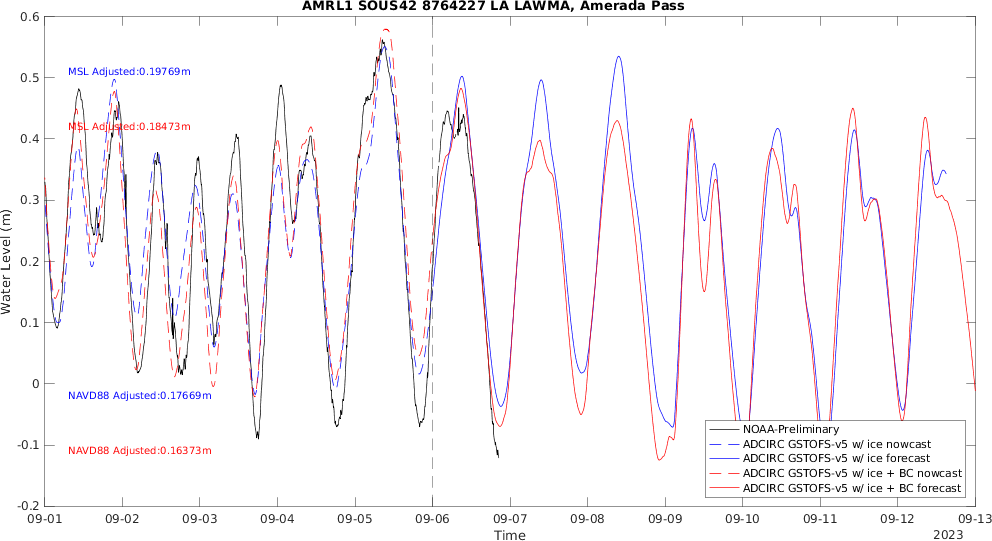 AMRL1 SOUS42 8764227 LA LAWMA, Amerada Pass
0.6
0.5
0.4
0.3
0.2
0.1
0
-0.1
-0.2
Water Level (m)
MSL Adjusted:0.19769m
MSL Adjusted:0.18473m
NAVD88 Adjusted:0.17669m
NAVD88 Adjusted:0.16373m
NOAA-Preliminary
ADCIRC GSTOFS-v5 w/ ice nowcast
ADCIRC GSTOFS-v5 w/ ice forecast
ADCIRC GSTOFS-v5 w/ ice + BC nowcast
ADCIRC GSTOFS-v5 w/ ice + BC forecast
09-01 09-02 09-03 09-04 09-05 09-06 09-07 09-08 09-09 09-10 09-11 09-12 09-13
Time
2023